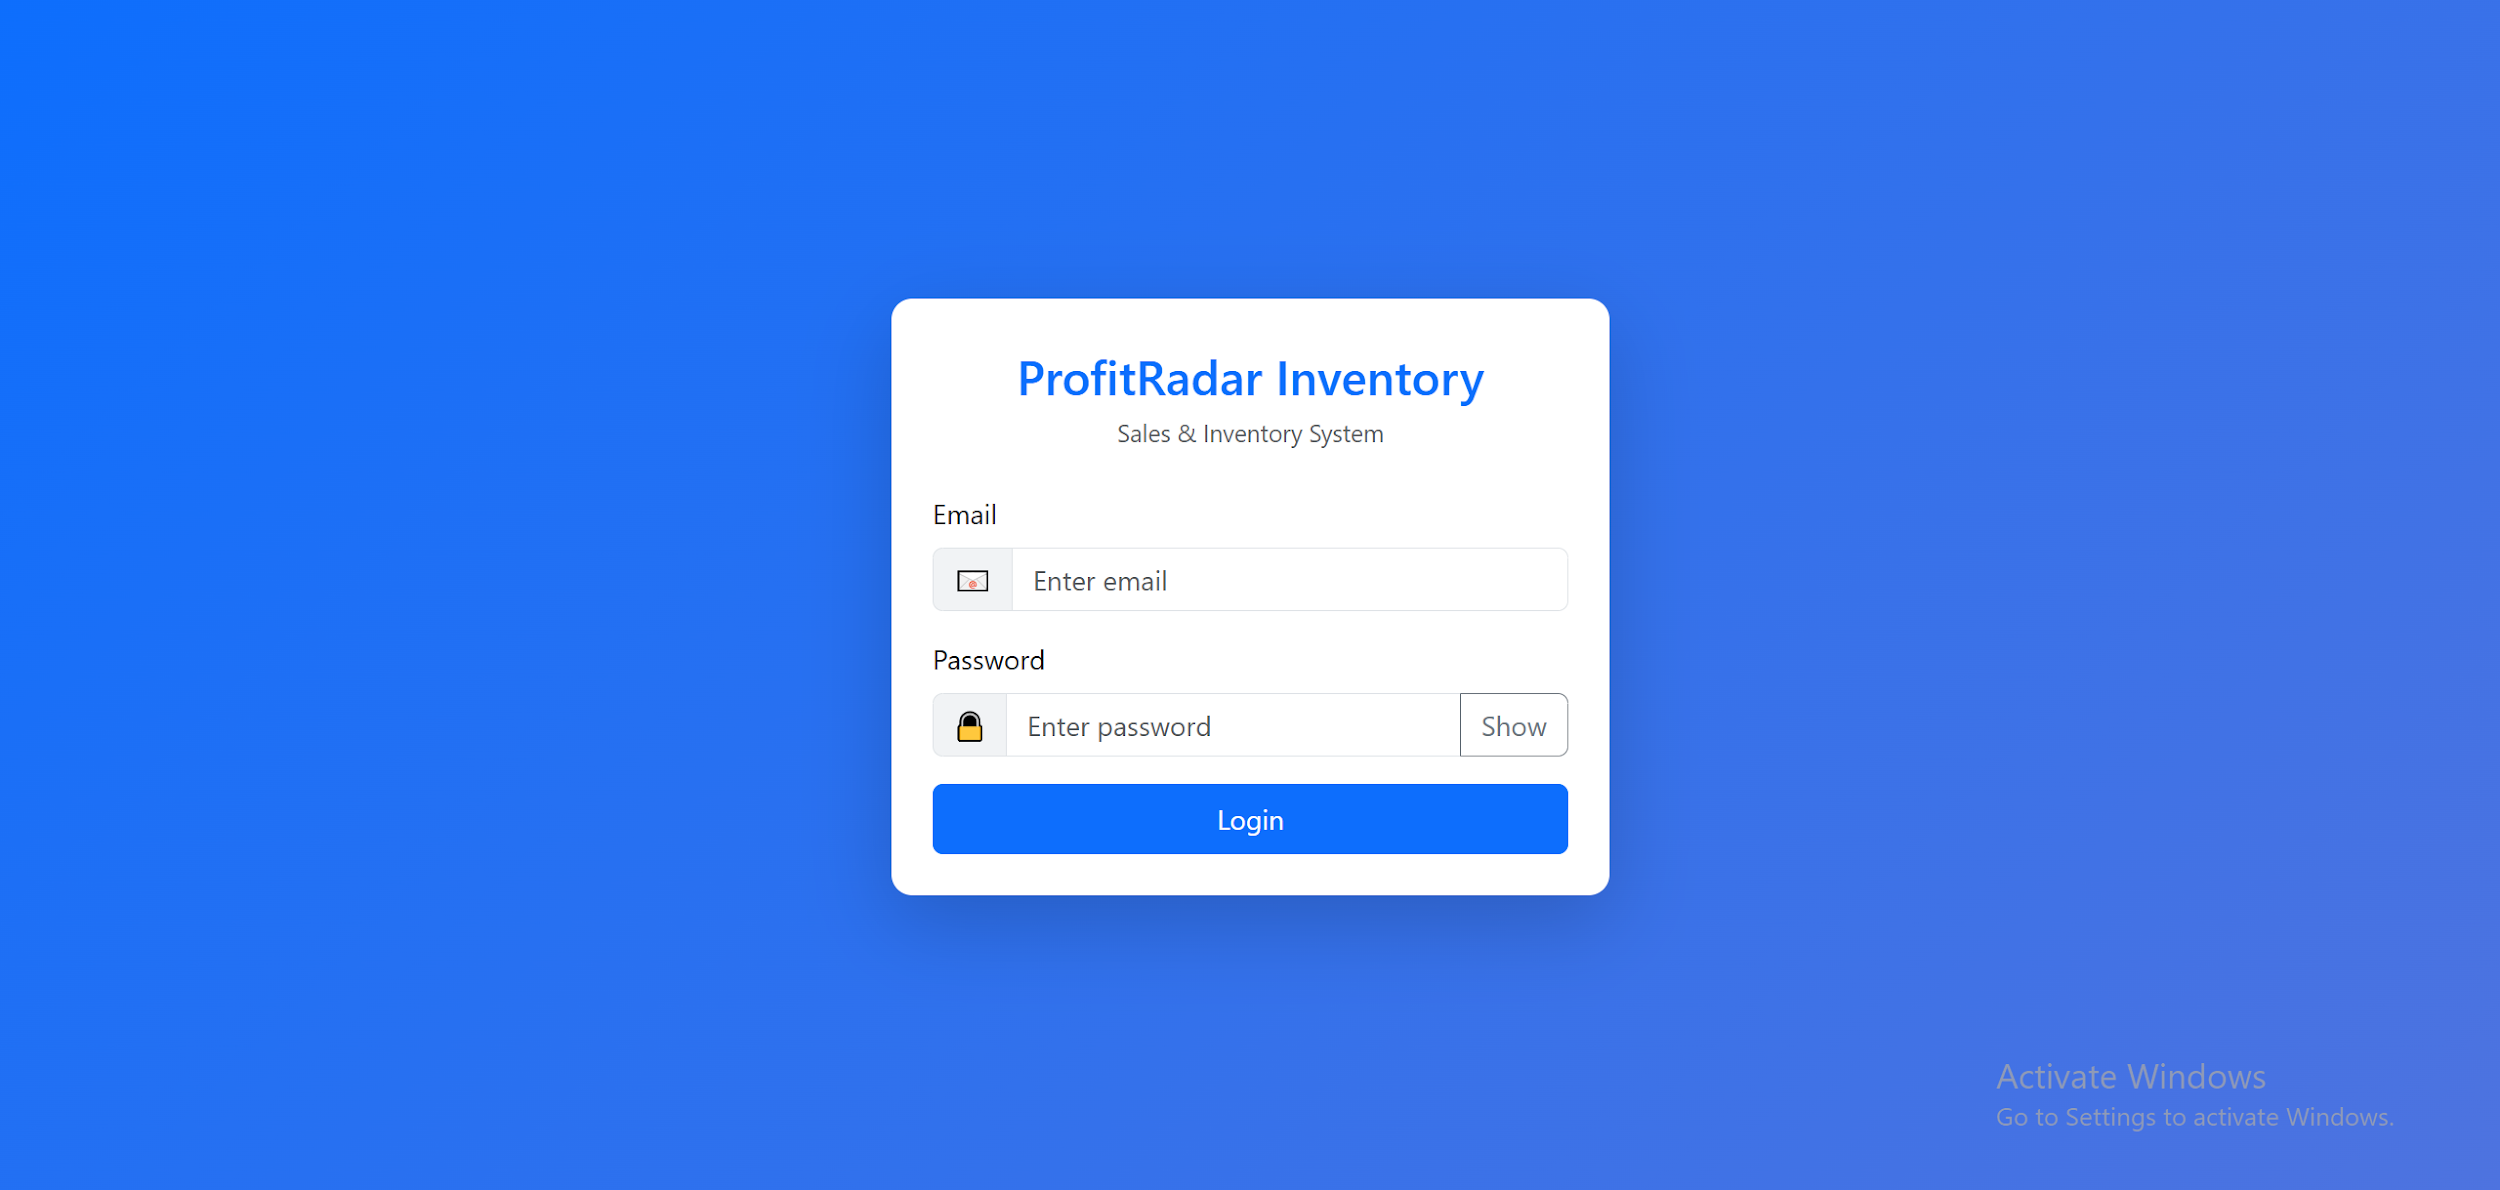 ProfitRadar Inventory
Sales & Inventory System
Email
Enter email
Password
Enter password
Show
Login
Activate Windows
Go to Settings to activate Windows.